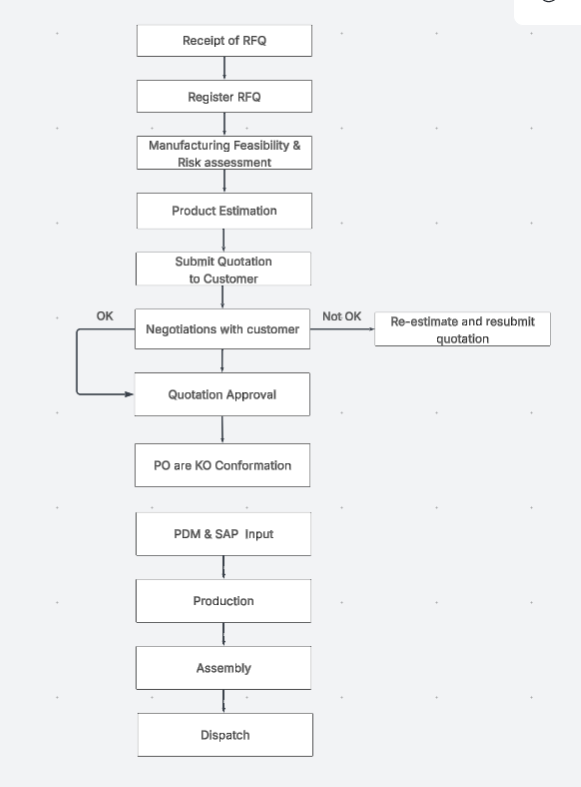 Receipt of RFQ
Register RFQ
Manufacturing Feasibility &
Risk assessment
Product Estimation
Submit Quotation
to Customer
OK
Negotiations with customer
Not OK
Re-estimate and resubmit
quotation
Quotation Approval
PO are KO Conformation
PDM & SAP Input
Production
Assembly
Dispatch